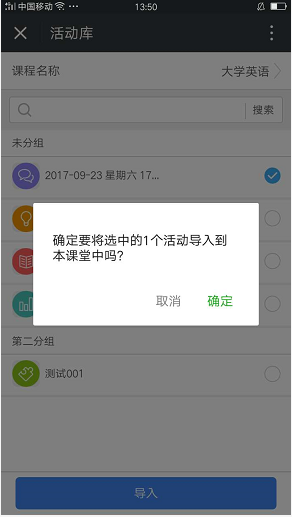 中国移动 13:50
活动库
课程名称 大学英语
搜索
未分组
2017-09-23 星期六 17...
确定要将选中的1个活动导入到
本课堂中吗?
取消 确定
第二分组
测试001
导入